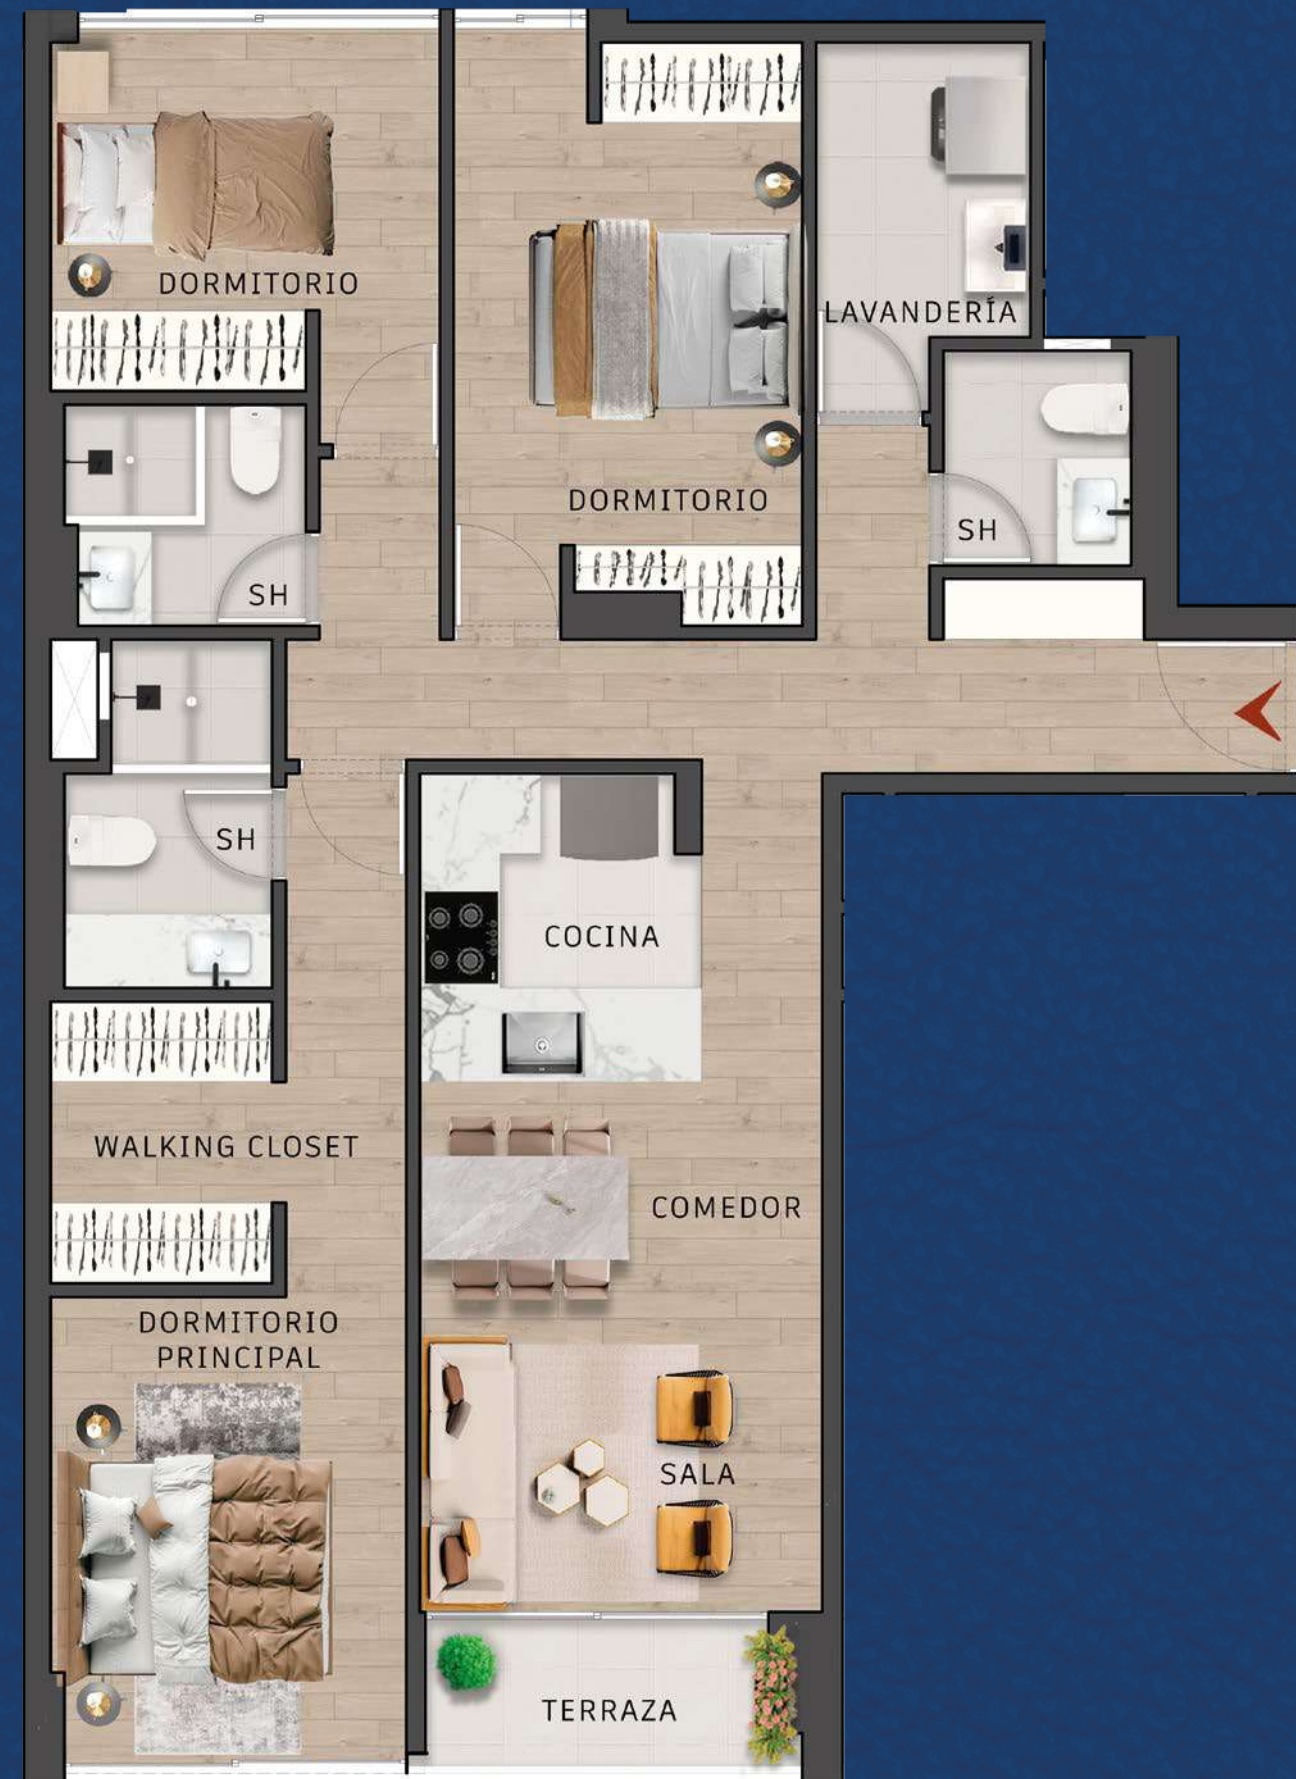 DORMITORIO
LAVANDERÍA
DORMITORIO
SH
SH
SH
COCINA
WALKING CLOSET
COMEDOR
DORMITORIO
PRINCIPAL
SALA
TERRAZA